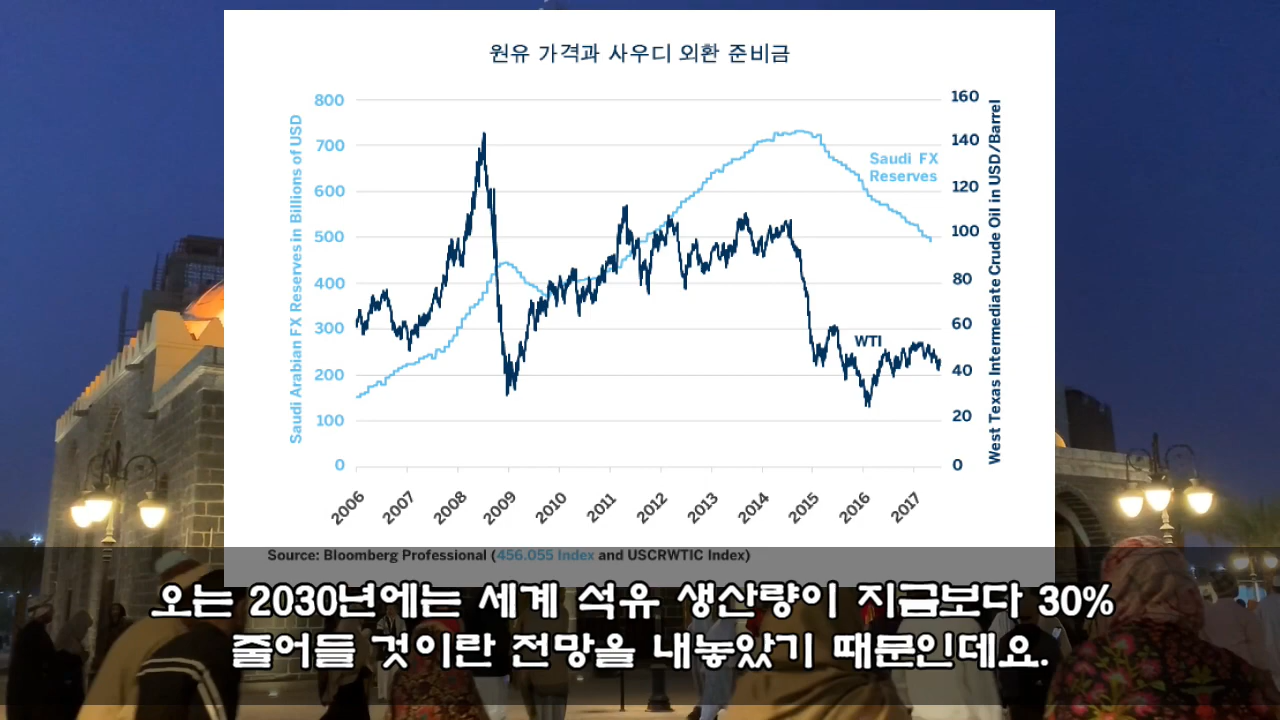 원유 가격과 사우디 외환 준비금
Saudi Arabian FX Reserves in Billions of USD
800
700
600
500
400
300
200
100
0
Saudi FX
Reserves
WTI
160
140
120
100
80
60
40
20
0
West Texas Intermediate Crude Oil in USD/Barrel
2006 2007 2008 2009 2010 2011 2012 2013 2014 2015 2016 2017
Source: Bloomberg Professional (456.055 Index and USCRWTIC Index)
오는 2030년에는 세계 석유 생산량이 지금보다 30%
줄어들 것이란 전망을 내놓았기 때문인데요.